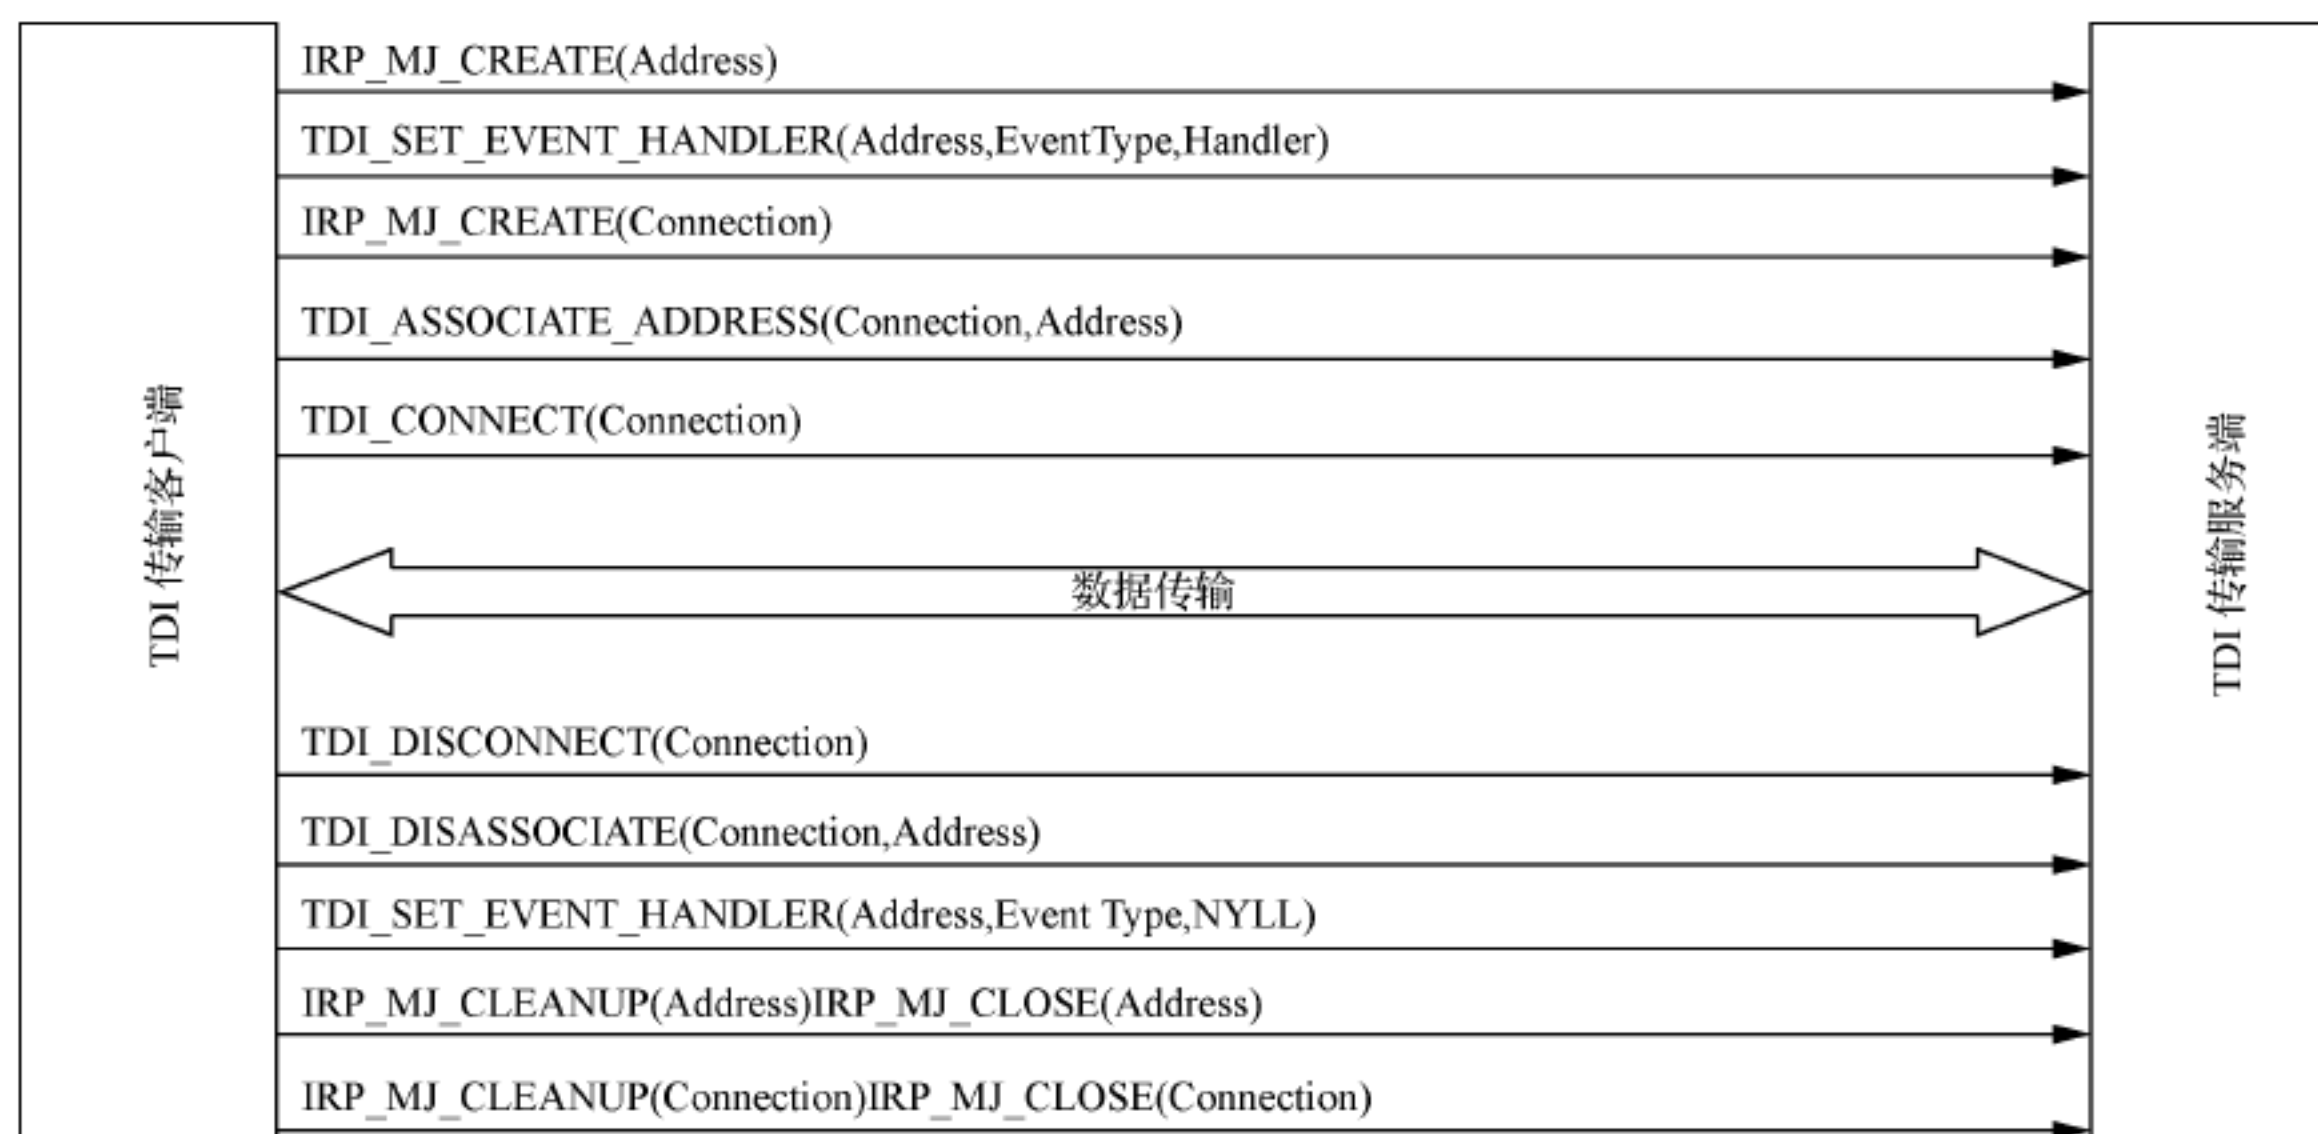 IRP_MJ_CREATE(Address)
TDI_SET_EVENT_HANDLER(Address,EventType,Handler)
IRP_MJ_CREATE(Connection)
TDI_ASSOCIATE_ADDRESS(Connection,Address)
TDI_CONNECT(Connection)
TDI 传输客户端
数据传输
TDI 传输服务端
TDI_DISCONNECT(Connection)
TDI_DISASSOCIATE(Connection,Address)
TDI_SET_EVENT_HANDLER(Address,Event Type,NYLL)
IRP_MJ_CLEANUP(Address)IRP_MJ_CLOSE(Address)
IRP_MJ_CLEANUP(Connection)IRP_MJ_CLOSE(Connection)